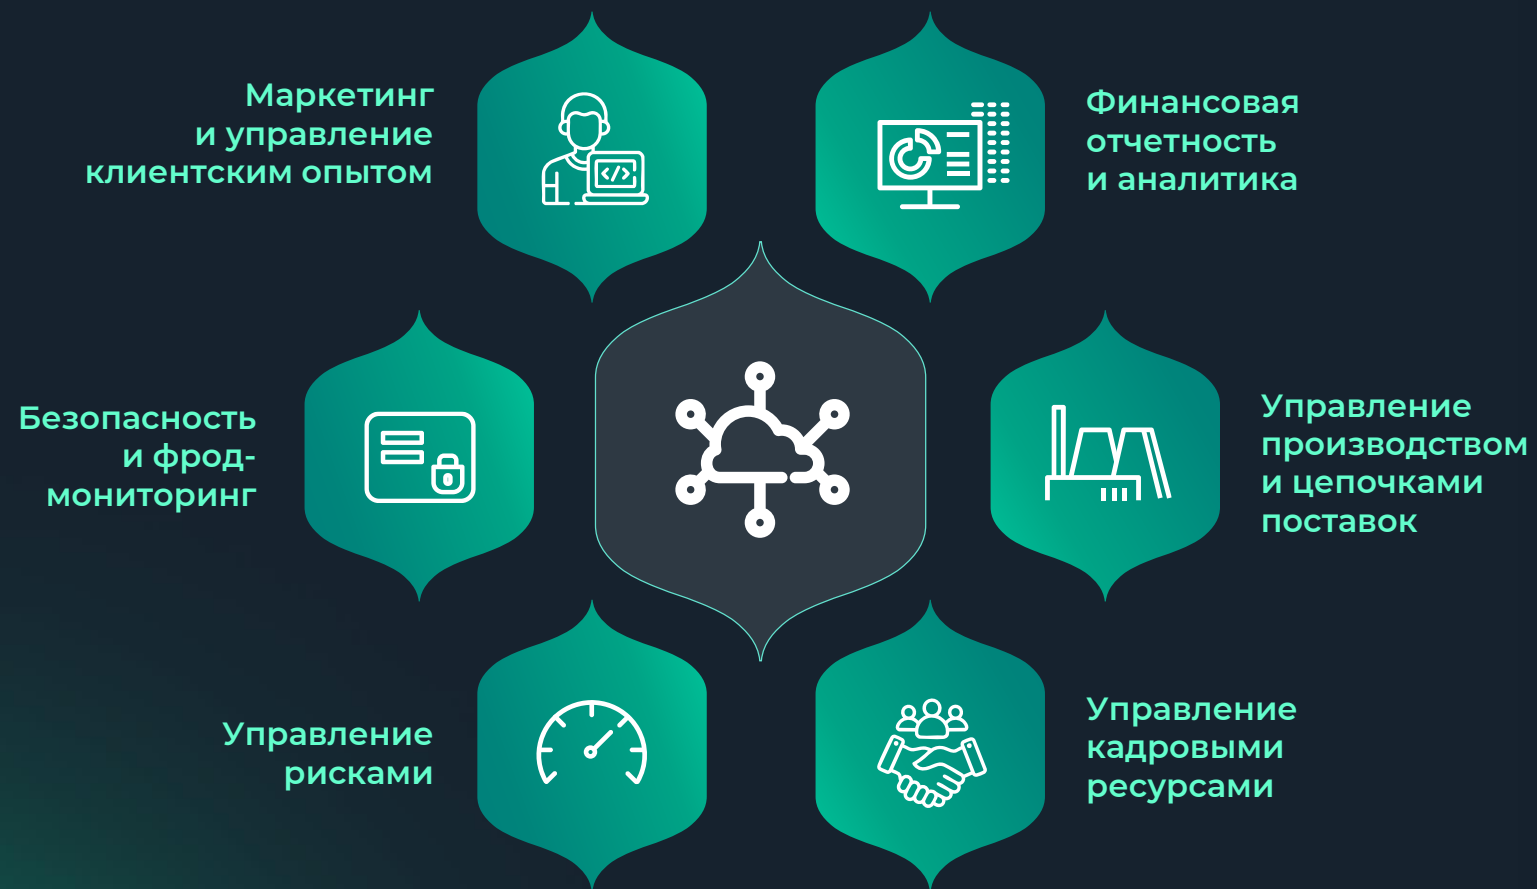 Маркетинг
и управление
клиентским опытом
Финансовая
отчетность
и аналитика
Безопасность
и фрод-
мониторинг
Управление
производством
и цепочками
поставок
Управление
рисками
Управление
кадровыми
ресурсами